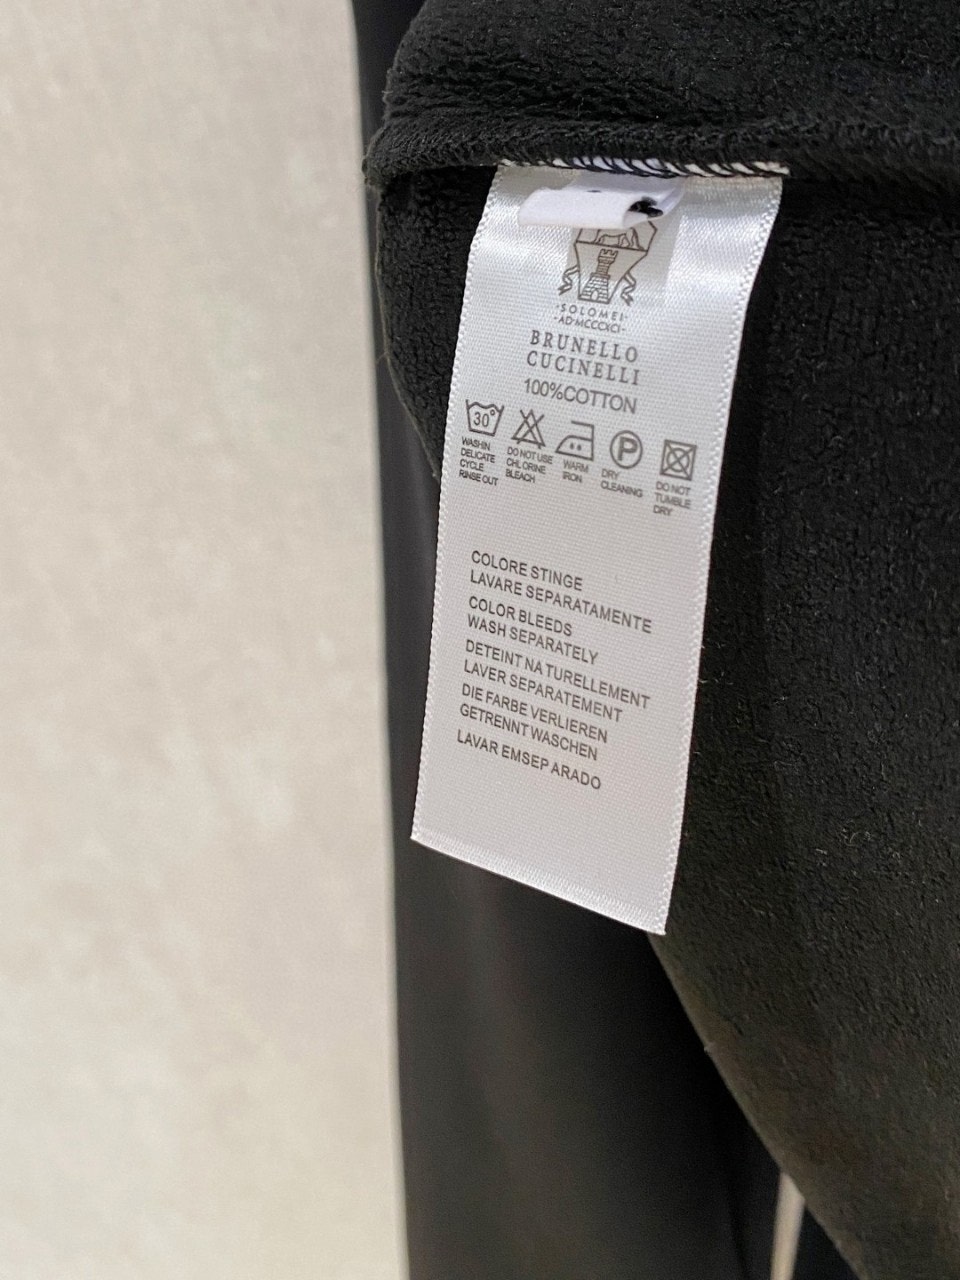 ·SOLOMEI·
·AD·MCCCXCI·
BRUNELLO
CUCINELLI
100%COTTON
30°
P
WASHIN
DELICATE
CYCLE
RINSE OUT
DO NOT USE
CHLORINE
BLEACH
WARM
IRON
DRY
CLEANING
DO NOT
TUMBLE
DRY
COLORE STINGE
LAVARE SEPARATAMENTE
COLOR BLEEDS
WASH SEPARATELY
DETEINT NA TURELLEMENT
LAVER SEPARATEMENT
DIE FARBE VERLIEREN
GETRENNT WASCHEN
LAVAR EMSEP ARADO